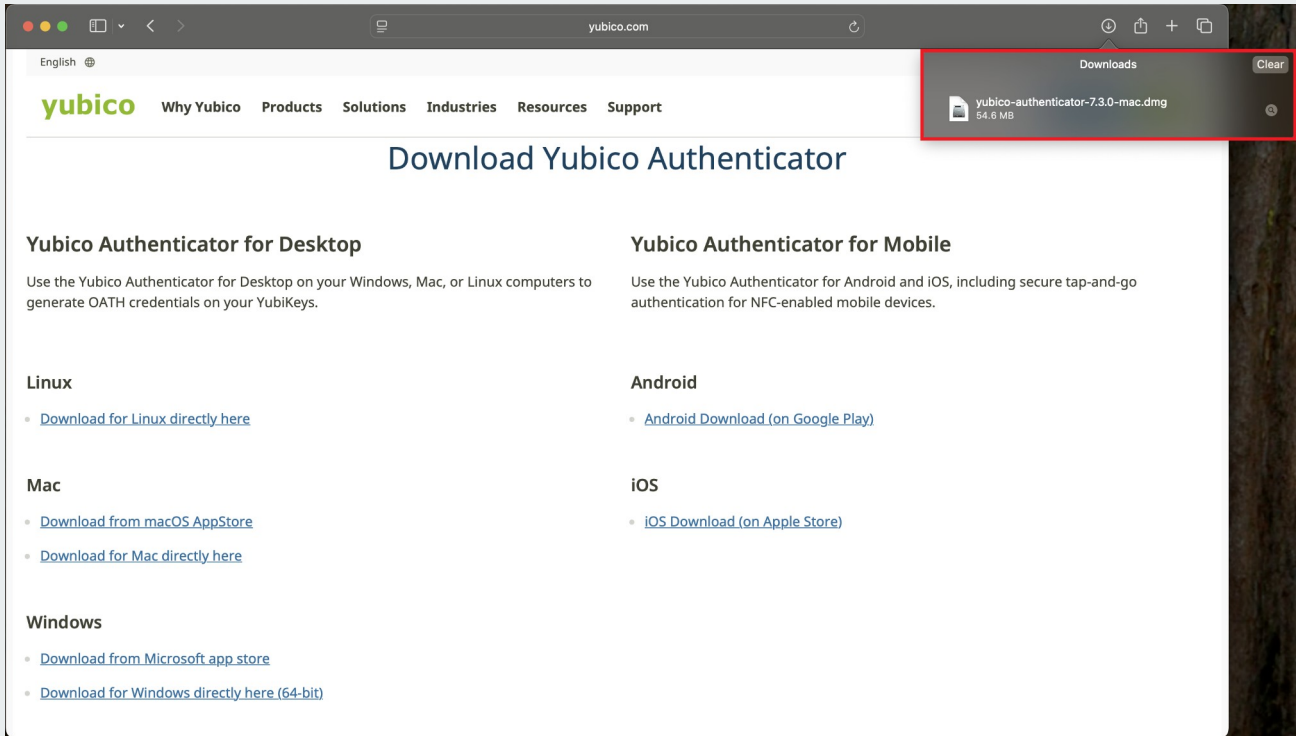 yubico.com
Downloads
Clear
yubico-authenticator-7.3.0-mac.dmg
54.6 MB
English
yubico
Why Yubico Products Solutions Industries Resources Support
Download Yubico Authenticator
Yubico Authenticator for Desktop
Use the Yubico Authenticator for Desktop on your Windows, Mac, or Linux computers to
generate OATH credentials on your YubiKeys.
Linux
Download for Linux directly here
Mac
Download from macOS AppStore
Download for Mac directly here
Windows
Download from Microsoft app store
Download for Windows directly here (64-bit)
Yubico Authenticator for Mobile
Use the Yubico Authenticator for Android and iOS, including secure tap-and-go
authentication for NFC-enabled mobile devices.
Android
Android Download (on Google Play)
iOS
iOS Download (on Apple Store)